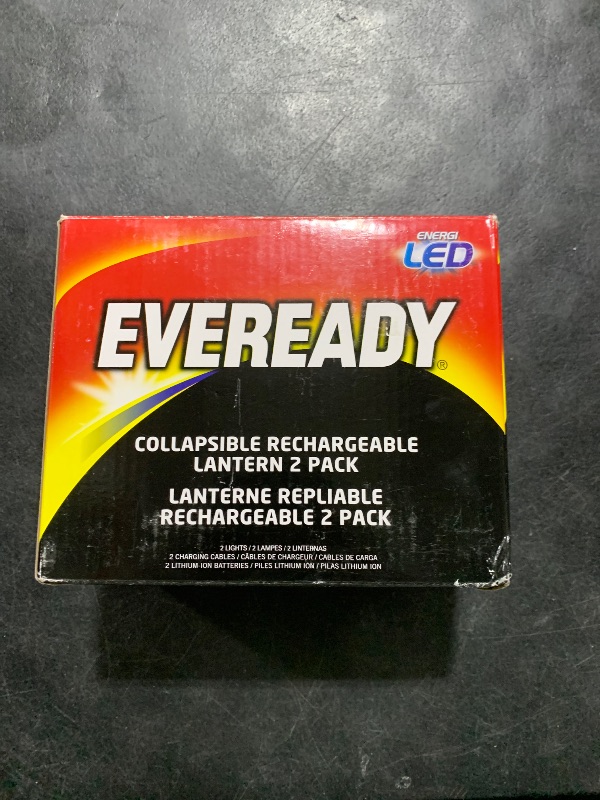 ENERGI
LED
EVEREADY®
COLLAPSIBLE RECHARGEABLE
LANTERN 2 PACK
LANTERNE REPLIABLE
RECHARGEABLE 2 PACK
2 LIGHTS / 2 LAMPES / 2 LINTERNAS
2 CHARGING CABLES / CÂBLES DE CHARGEUR / CABLES DE CARGA
2 LITHIUM-ION BATTERIES / PILES LITHIUM ION / PILAS LITHIUM ION